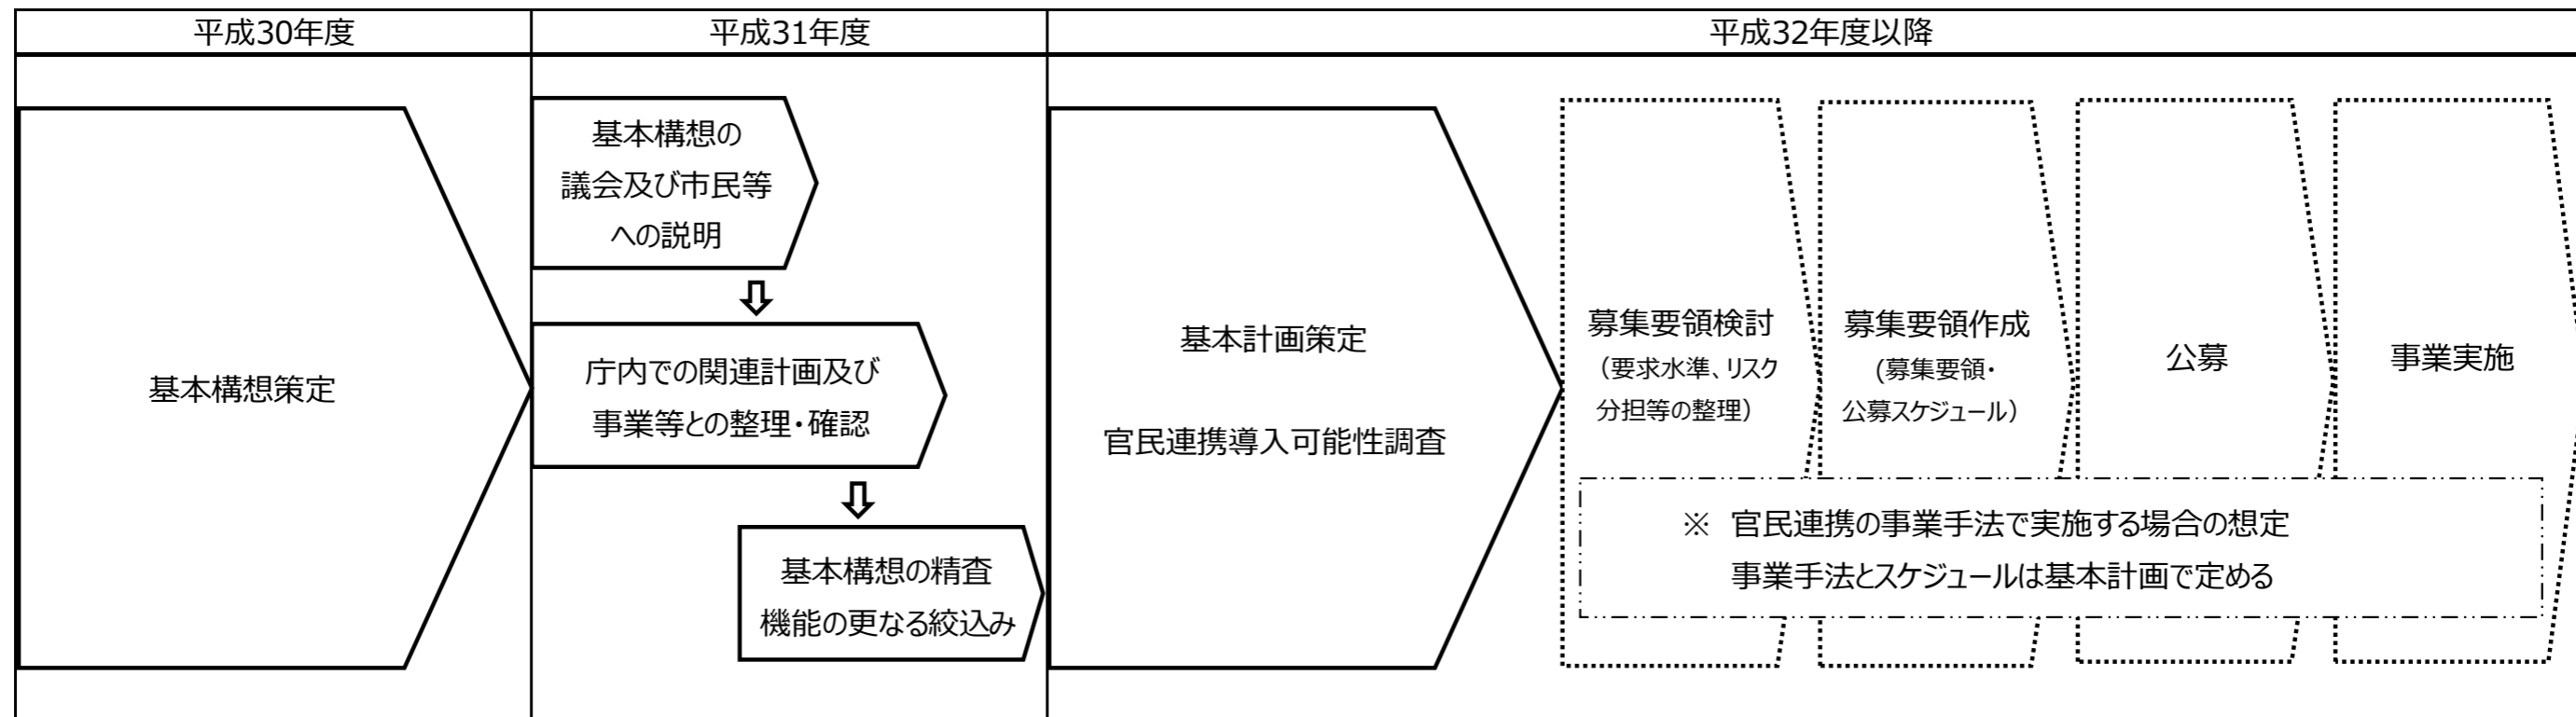 平成30年度
平成31年度
平成32年度以降
基本構想策定
基本構想の
議会及び市民等
への説明
庁内での関連計画及び
事業等との整理・確認
基本構想の精査
機能の更なる絞込み
基本計画策定
官民連携導入可能性調査
募集要領検討
（要求水準、リスク
分担等の整理）
募集要領作成
(募集要領・
公募スケジュール）
公募
事業実施
※ 官民連携の事業手法で実施する場合の想定
事業手法とスケジュールは基本計画で定める